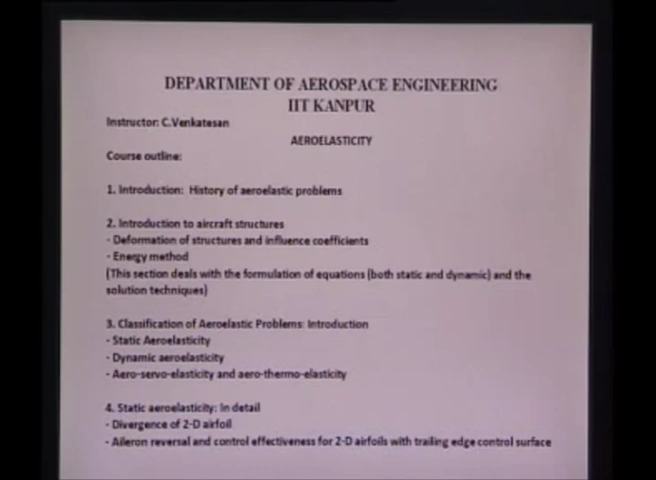 DEPARTMENT OF AEROSPACE ENGINEERING
IIT KANPUR
Instructor: C.Venkatesan
AEROELASTICITY
Course outline:
1. Introduction: History of aeroelastic problems
2. Introduction to aircraft structures
- Deformation of structures and influence coefficients
- Energy method
(This section deals with the formulation of equations (both static and dynamic) and the
solution techniques)
3. Classification of Aeroelastic Problems: Introduction
- Static Aeroelasticity
- Dynamic aeroelasticity
- Aero-servo-elasticity and aero-thermo-elasticity
4. Static aeroelasticity: In detail
- Divergence of 2-D airfoil
- Aileron reversal and control effectiveness for 2-D airfoils with trailing edge control surface